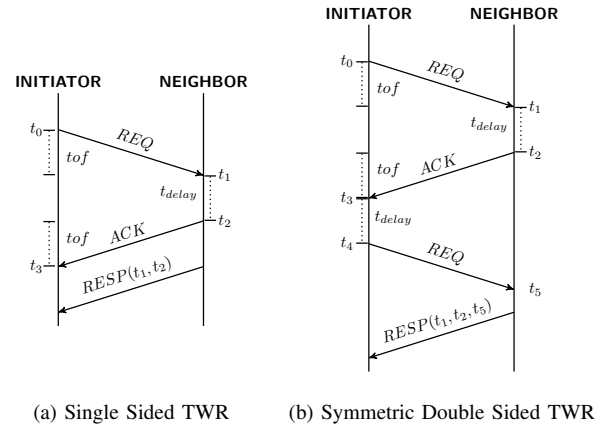 INITIATOR NEIGHBOR
t0
REQ
tof
t1
tdelay
t2
ACK
tof
t3
RESP(t1, t2)
(a) Single Sided TWR
INITIATOR NEIGHBOR
t0
REQ
tof
t1
tdelay
t2
ACK
tof
t3
tdelay
t4
REQ
t5
RESP(t1, t2, t5)
(b) Symmetric Double Sided TWR